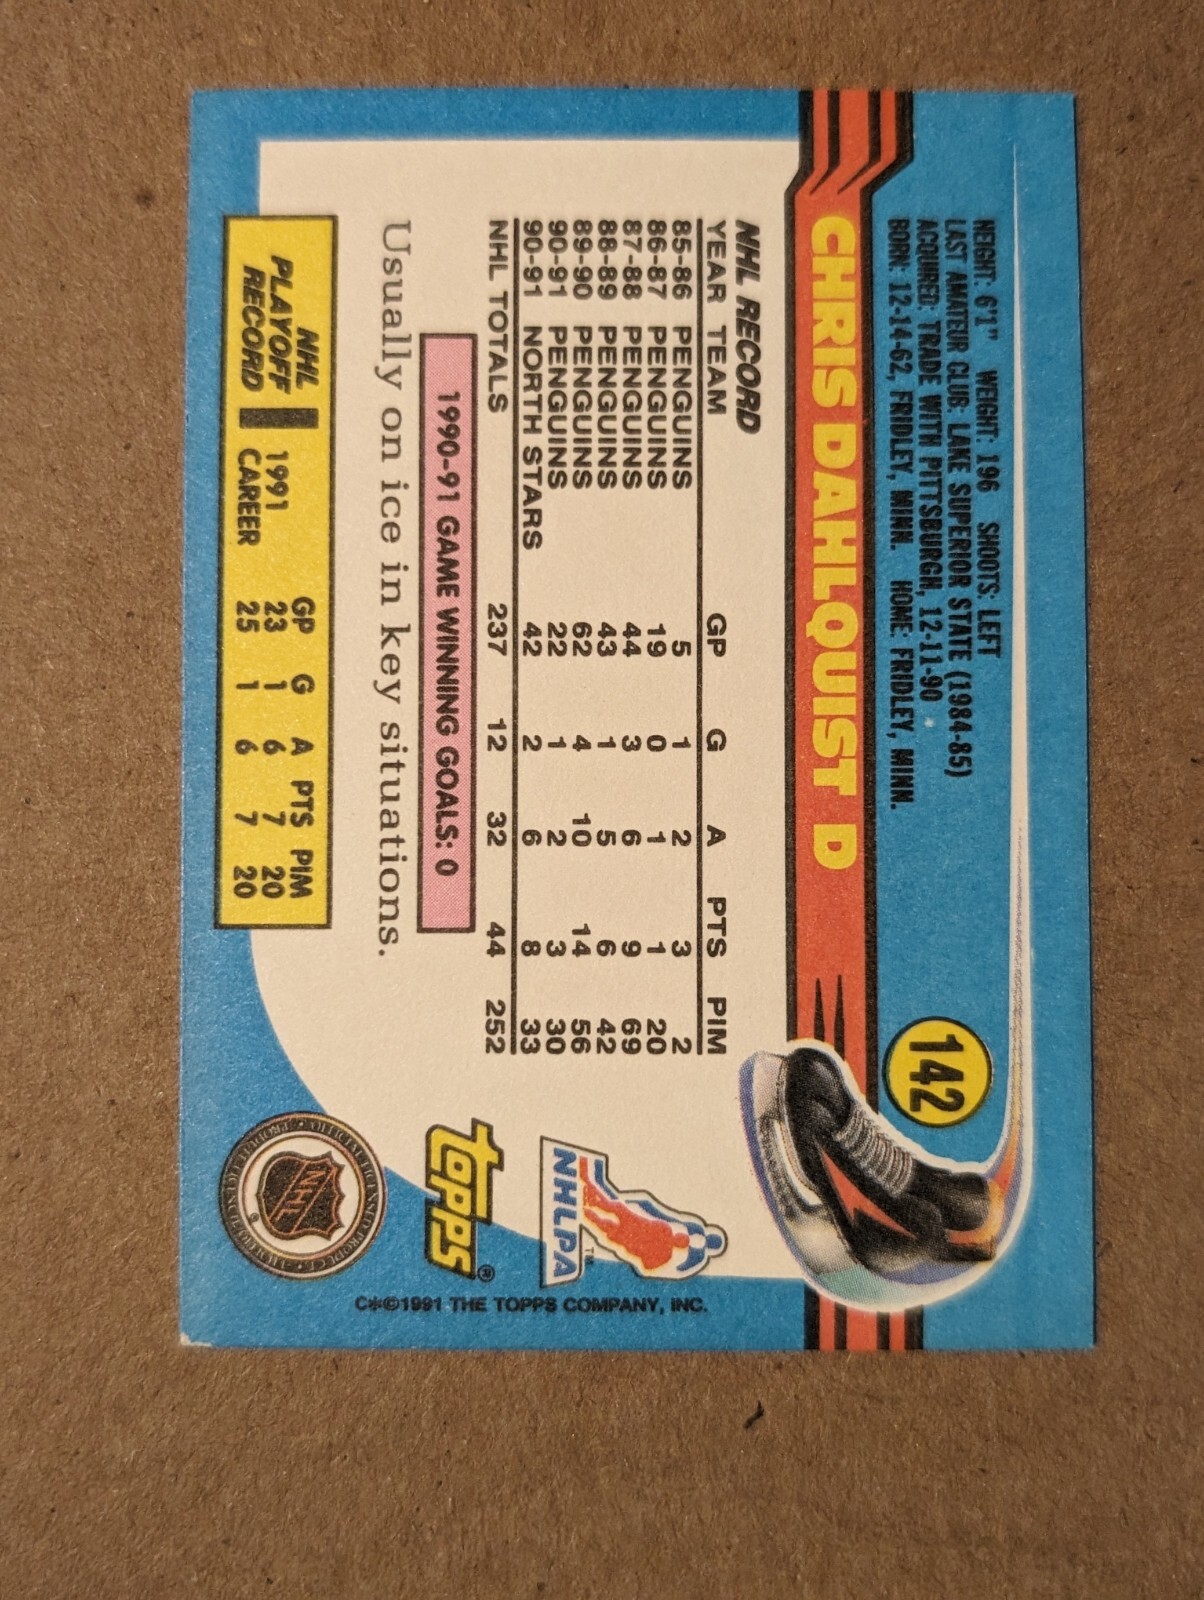 142
HEIGHT: 6'1" WEIGHT: 196 SHOOTS: LEFT
LAST AMATEUR CLUB: LAKE SUPERIOR STATE (1984-85)
ACQUIRED: TRADE WITH PITTSBURGH, 12-11-90
BORN: 12-14-62, FRIDLEY, MINN. HOME: FRIDLEY, MINN.
CHRIS DAHLQUIST D
NHL RECORD
YEAR TEAM GP G A PTS PIM
85-86 PENGUINS 5 1 2 3 2
86-87 PENGUINS 19 0 1 1 20
87-88 PENGUINS 44 3 6 9 69
88-89 PENGUINS 43 1 5 6 42
89-90 PENGUINS 62 4 10 14 56
90-91 PENGUINS 22 1 2 3 30
90-91 NORTH STARS 42 2 6 8 33
NHL TOTALS 237 12 32 44 252
1990-91 GAME WINNING GOALS: 0
Usually on ice in key situations.
NHL PLAYOFF RECORD
GP G A PTS PIM
1991 23 1 6 7 20
CAREER 25 1 6 7 20
NHLPA™
Topps®
NHL®
C*©1991 THE TOPPS COMPANY, INC.